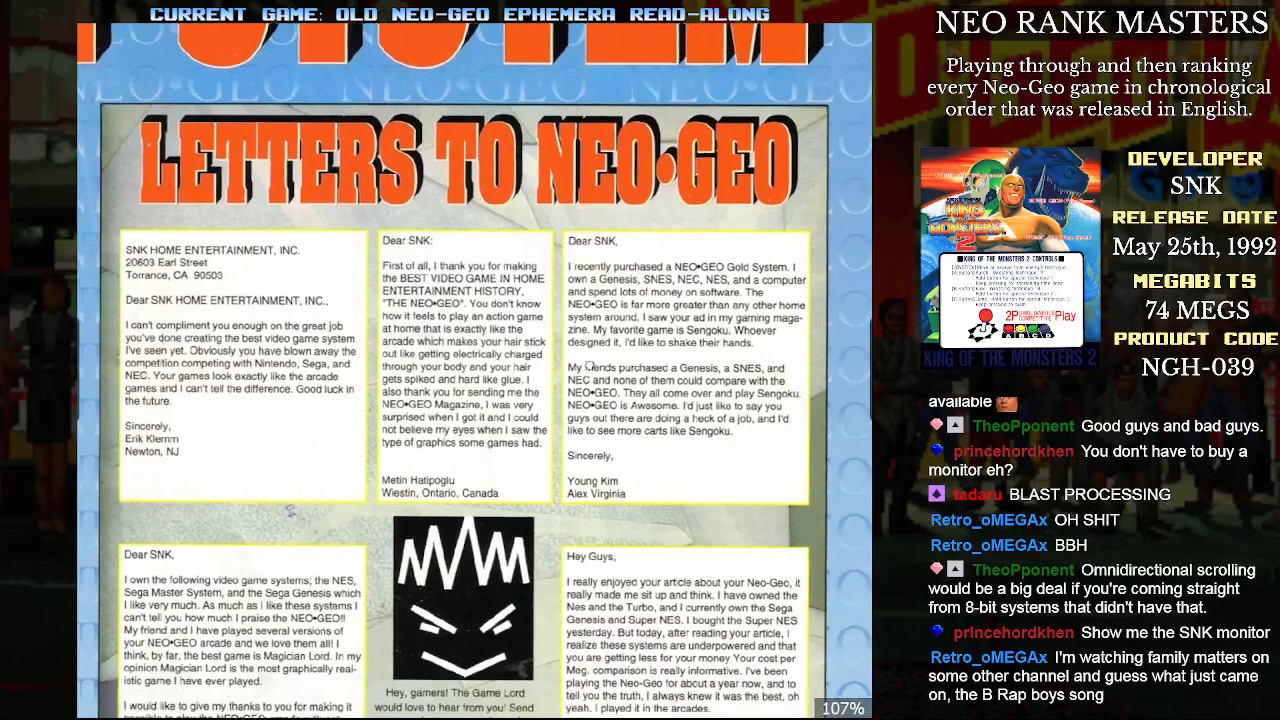 CURRENT GAME: OLD NEO-GEO EPHEMERA READ-ALONG
LETTERS TO NEO•GEO
SNK HOME ENTERTAINMENT, INC.
20603 Earl Street
Torrance, CA 90503
Dear SNK HOME ENTERTAINMENT, INC..
I can't compliment you enough on the great job
you've done creating the best video game system
I've seen yet. Obviously you have blown away the
competition competing with Nintendo, Sega, and
NEC. Your games look exactly like the arcade
games and I can't tell the difference. Good luck in
the future.
Sincerely,
Erik Klemm
Newton, NJ
Dear SNK:
First of all, I thank you for making
the BEST VIDEO GAME IN HOME
ENTERTAINMENT HISTORY,
"THE NEO•GEO". You don't know
how it feels to play an action game
at home that is exactly like the
arcade which makes your hair stick
out like getting electrically charged
through your body and your hair
gets spiked and hard like glue. I
also thank you for sending me the
NEO•GEO Magazine, I was very
surprised when I got it and I could
not believe my eyes when I saw the
type of graphics some games had.
Metin Hatipoglu
Wiestin, Ontario, Canada
Dear SNK,
I recently purchased a NEO•GEO Gold System. I
own a Genesis, SNES, NEC, NES, and a computer
and spend lots of money on software. The
NEO•GEO is far more greater than any other home
system around. I saw your ad in my gaming maga-
zine. My favorite game is Sengoku. Whoever
designed it, I'd like to shake their hands.
My friends purchased a Genesis, a SNES, and
NEC and none of them could compare with the
NEO•GEO. They all come over and play Sengoku.
NEO•GEO is Awesome. I'd just like to say you
guys out there are doing a heck of a job, and I'd
like to see more carts like Sengoku.
Sincerely,
Young Kim
Alex Virginia
Dear SNK,
I own the following video game systems; the NES,
Sega Master System, and the Sega Genesis which
I like very much. As much as I like these systems I
can't tell you how much I praise the NEO•GEO!!
My friend and I have played several versions of
your NEO•GEO arcade and we love them all! I
think, by far, the best game is Magician Lord. In my
opinion Magician Lord is the most graphically real-
istic game I have ever played.
I would like to give my thanks to you for making it
Hey, gamers! The Game Lord
would love to hear from you! Send
Hey Guys,
I really enjoyed your article about your Neo-Geo, it
really made me sit up and think. I have owned the
Nes and the Turbo, and I currently own the Sega
Genesis and Super NES. I bought the Super NES
yesterday. But today, after reading your article, I
realize these systems are underpowered and that
you are getting less for your money Your cost per
Meg. comparison is really informative. I've been
playing the Neo-Geo for about a year now, and to
tell you the truth, I always knew it was the best, oh
yeah, I played it in the arcades.
107%
NEO RANK MASTERS
Playing through and then ranking
every Neo-Geo game in chronological
order that was released in English.
KING OF THE MONSTERS 2 CONTROLS
2P Play
A B C D
KING OF THE MONSTERS 2
DEVELOPER
SNK
RELEASE DATE
May 25th, 1992
MEGABITS
74 MEGS
PRODUCT CODE
NGH-039
available
TheoPponent Good guys and bad guys.
princehordkhen You don't have to buy a
monitor eh?
tadaru BLAST PROCESSING
Retro_oMEGAx OH SHIT
Retro_oMEGAx BBH
TheoPponent Omnidirectional scrolling
would be a big deal if you're coming straight
from 8-bit systems that didn't have that.
princehordkhen Show me the SNK monitor
Retro_oMEGAx I'm watching family matters on
some other channel and guess what just came
on, the B Rap boys song